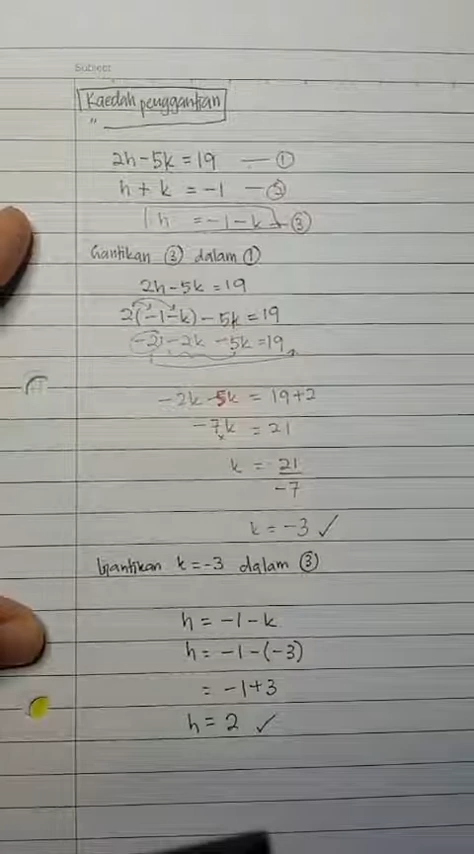 Subject
Kaedah penggantian
2h - 5k = 19 — ①
h + k = -1 — ②
h = -1 - k — ③
Gantikan ③ dalam ①
2h - 5k = 19
2(-1 - k) - 5k = 19
-2 - 2k - 5k = 19
-2k - 5k = 19 + 2
-7k = 21
k = 21
-7
k = -3 ✓
Gantikan k = -3 dalam ③
h = -1 - k
h = -1 - (-3)
= -1 + 3
h = 2 ✓